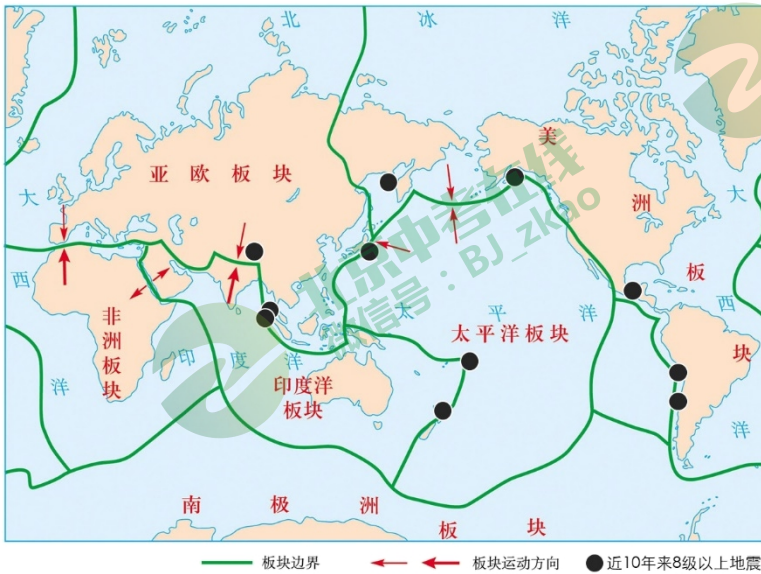 北冰洋
亚欧板块
美洲板块
大西洋
大西洋
太平洋
非洲板块
印度洋
太平洋板块
印度洋
板块
南极洲板块
板块边界
板块运动方向
近10年来8级以上地震
北京中考在线
微信号：BJ_zkao